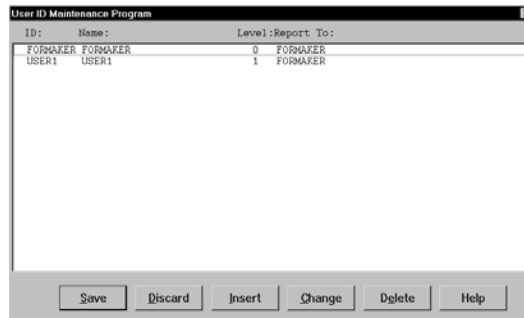 User ID Maintenance Program
ID: Name: Level:Report To:
FORMAKER FORMAKER 0 FORMAKER
USER1 USER1 1 FORMAKER
Save Discard Insert Change Delete Help